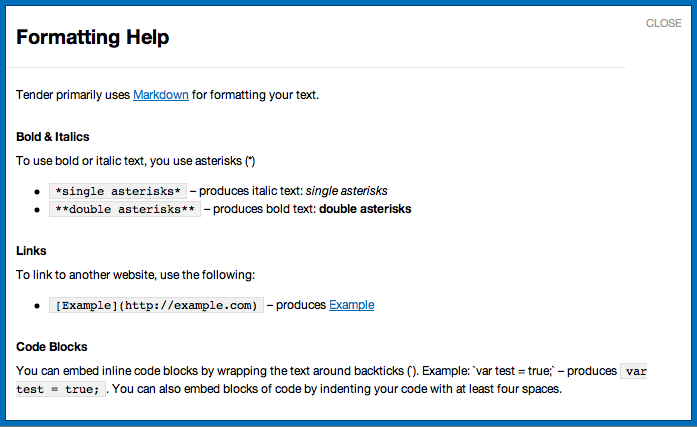 CLOSE
Formatting Help
Tender primarily uses Markdown for formatting your text.
Bold & Italics
To use bold or italic text, you use asterisks (*)
• *single asterisks* – produces italic text: single asterisks
• **double asterisks** – produces bold text: double asterisks
Links
To link to another website, use the following:
• [Example](http://example.com) – produces Example
Code Blocks
You can embed inline code blocks by wrapping the text around backticks (`). Example: `var test = true;` – produces var
test = true; . You can also embed blocks of code by indenting your code with at least four spaces.